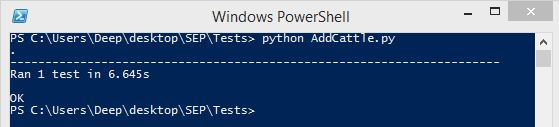 Windows PowerShell
PS C:\Users\Deep\desktop\SEP\Tests> python AddCattle.py
.
----------------------------------------------------------------------
Ran 1 test in 6.645s
OK
PS C:\Users\Deep\desktop\SEP\Tests>